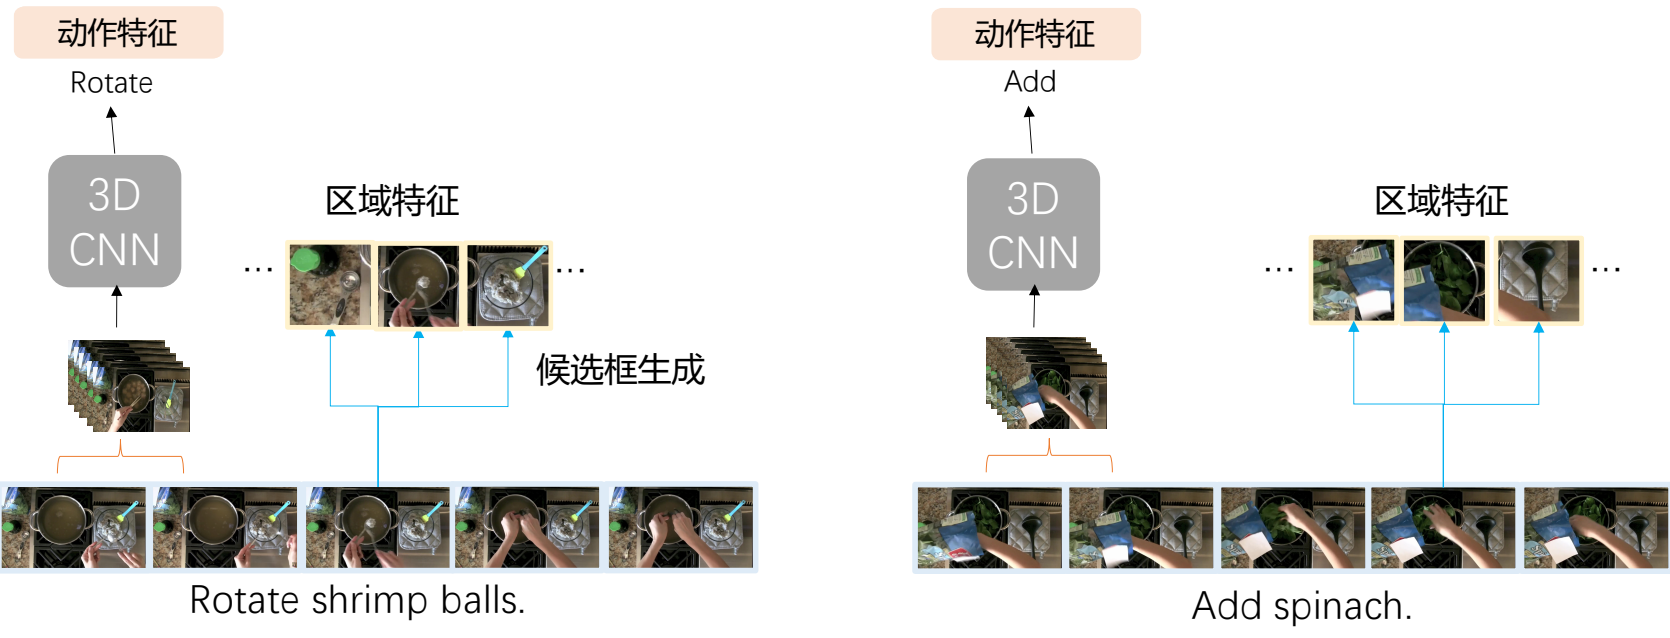 动作特征
Rotate
3D
CNN
区域特征
...
...
候选框生成
Rotate shrimp balls.
动作特征
Add
3D
CNN
区域特征
...
...
Add spinach.